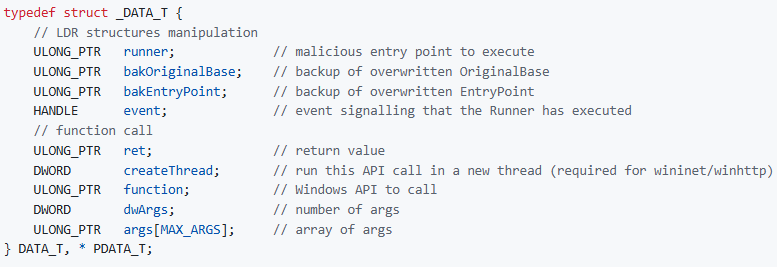 typedef struct _DATA_T {
    // LDR structures manipulation
    ULONG_PTR   runner;             // malicious entry point to execute
    ULONG_PTR   bakOriginalBase;    // backup of overwritten OriginalBase
    ULONG_PTR   bakEntryPoint;      // backup of overwritten EntryPoint
    HANDLE      event;              // event signalling that the Runner has executed
    // function call
    ULONG_PTR   ret;                // return value
    DWORD       createThread;       // run this API call in a new thread (required for wininet/winhttp)
    ULONG_PTR   function;           // Windows API to call
    DWORD       dwArgs;             // number of args
    ULONG_PTR   args[MAX_ARGS];     // array of args
} DATA_T, * PDATA_T;